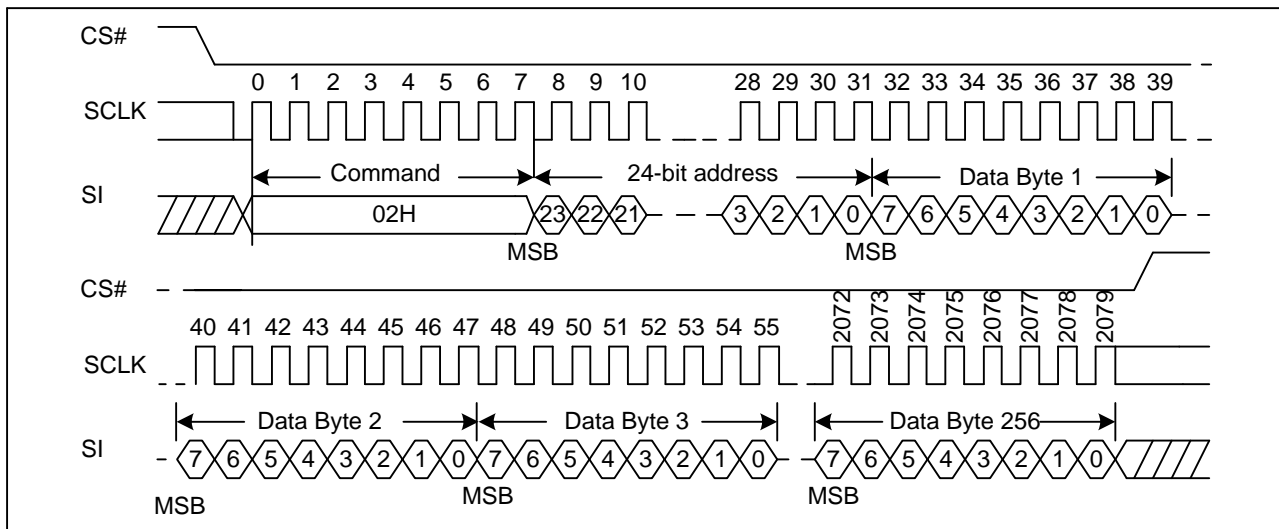 CS#
0 1 2 3 4 5 6 7 8 9 10 28 29 30 31 32 33 34 35 36 37 38 39
SCLK
Command 24-bit address Data Byte 1
SI
02H 23 22 21 3 2 1 0 7 6 5 4 3 2 1 0
MSB MSB
CS#
40 41 42 43 44 45 46 47 48 49 50 51 52 53 54 55 2072 2073 2074 2075 2076 2077 2078 2079
SCLK
Data Byte 2 Data Byte 3 Data Byte 256
SI
7 6 5 4 3 2 1 0 7 6 5 4 3 2 1 0 7 6 5 4 3 2 1 0
MSB MSB MSB